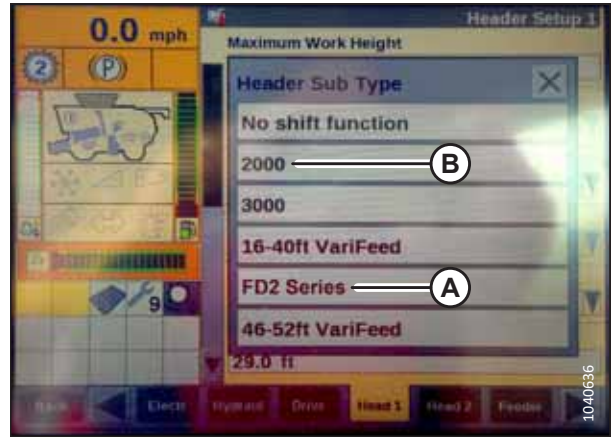 0.0 mph
Header Setup 1
2
P
Maximum Work Height
Header Sub Type
No shift function
2000
B
3000
16-40ft VariFeed
FD2 Series
A
46-52ft VariFeed
9
29.0 ft
Back
Electr
Hydraul
Drive
Head 1
Head 2
Feeder
1040636